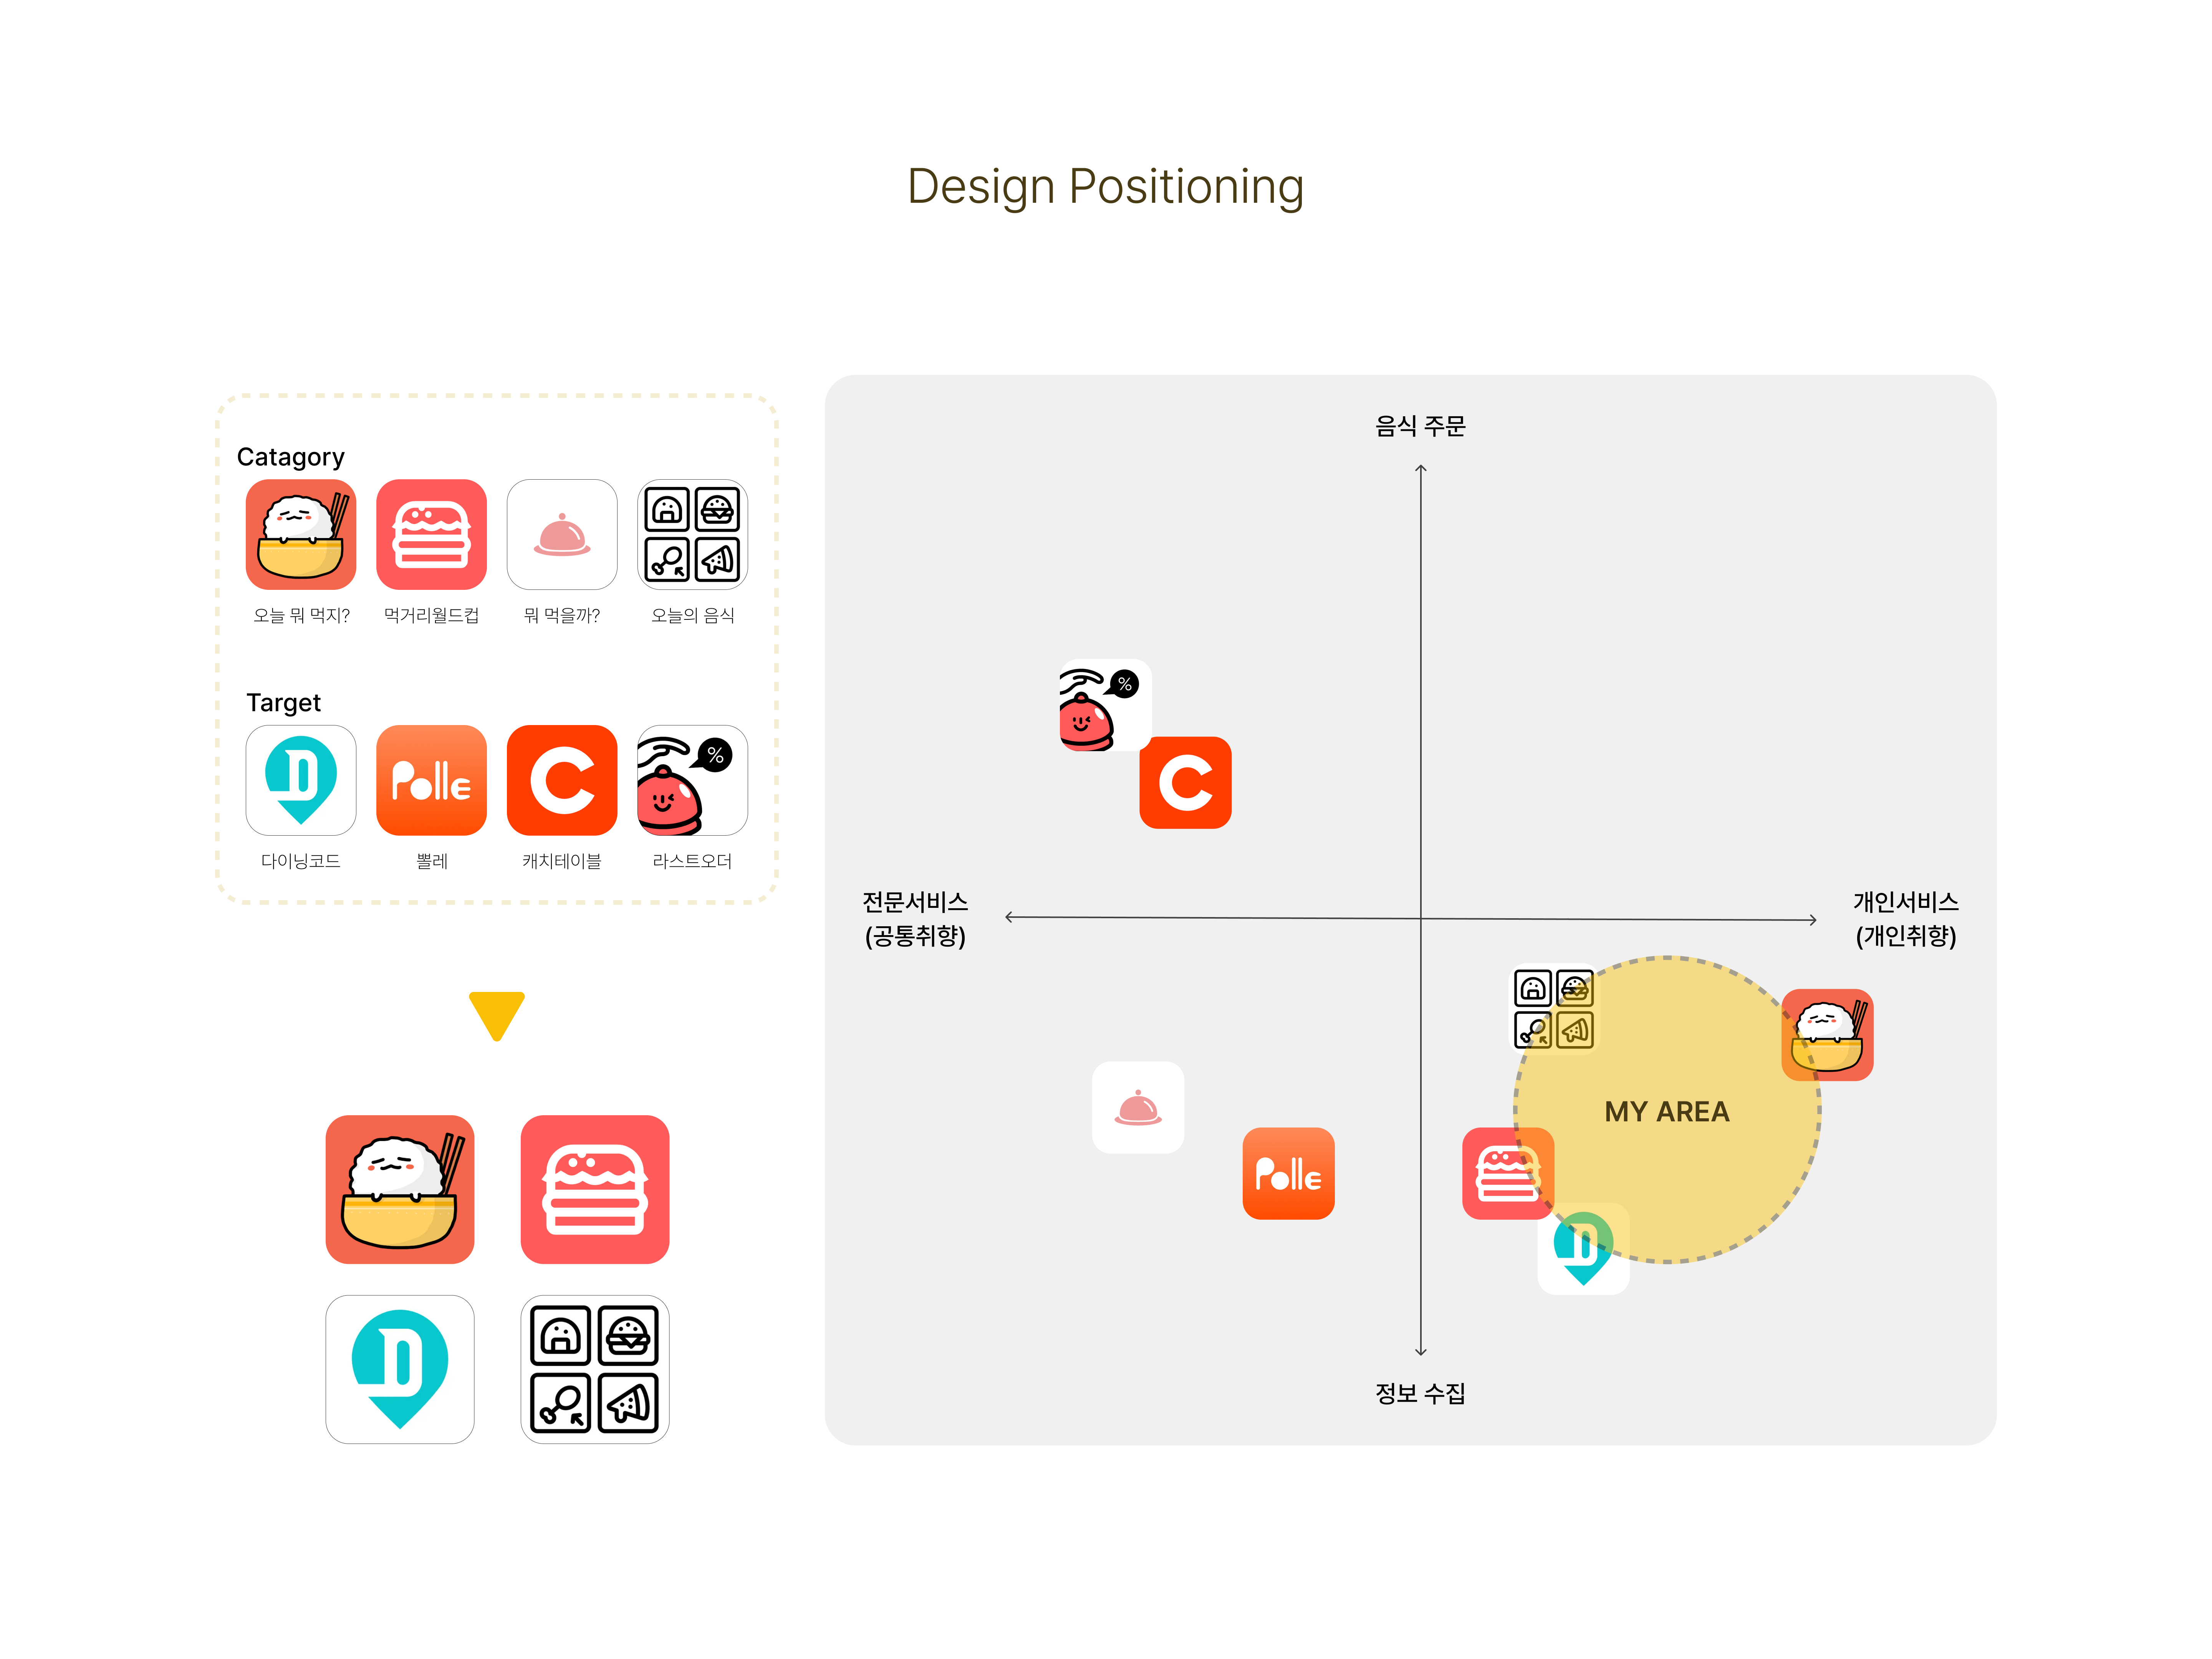 Design Positioning
Catagory
오늘 뭐 먹지?
먹거리월드컵
뭐 먹을까?
오늘의 음식
Target
D
Polle
C
%
다이닝코드
뽈레
캐치테이블
라스트오더
D
음식 주문
%
C
전문서비스
(공통취향)
개인서비스
(개인취향)
MY AREA
Polle
D
정보 수집